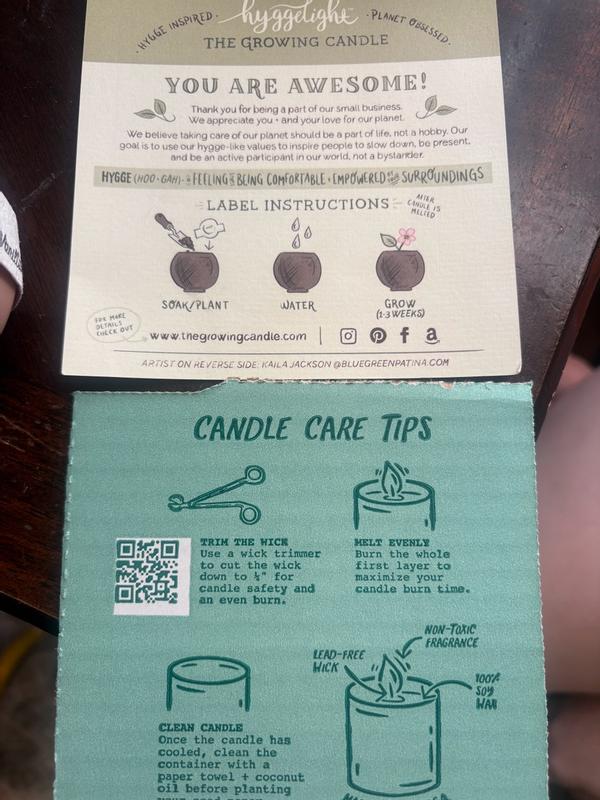 · HYGGE INSPIRED · hyggelight · PLANET OBSESSED ·
THE GROWING CANDLE
YOU ARE AWESOME!
Thank you for being a part of our small business.
We appreciate you + and your love for our planet.
We believe taking care of our planet should be a part of life, not a hobby. Our
goal is to use our hygge-like values to inspire people to slow down, be present,
and be an active participant in our world, not a bystander.
HYGGE (HOO·GAH)- FEELING BEING COMFORTABLE + EMPOWERED SURROUNDINGS
LABEL INSTRUCTIONS
AFTER
CANDLE IS
MELTED
SOAK/PLANT
WATER
GROW
(1-3 WEEKS)
FOR MORE
DETAILS
CHECK OUT
www.thegrowingcandle.com
ARTIST ON REVERSE SIDE: KAILA JACKSON @BLUEGREENPATINA.COM
CANDLE CARE TIPS
TRIM THE WICK
Use a wick trimmer
to cut the wick
down to ¼" for
candle safety and
an even burn.
MELT EVENLY
Burn the whole
first layer to
maximize your
candle burn time.
NON-TOXIC
FRAGRANCE
LEAD-FREE
WICK
100%
SOY
WAX
CLEAN CANDLE
Once the candle has
cooled, clean the
container with a
paper towel + coconut
oil before planting